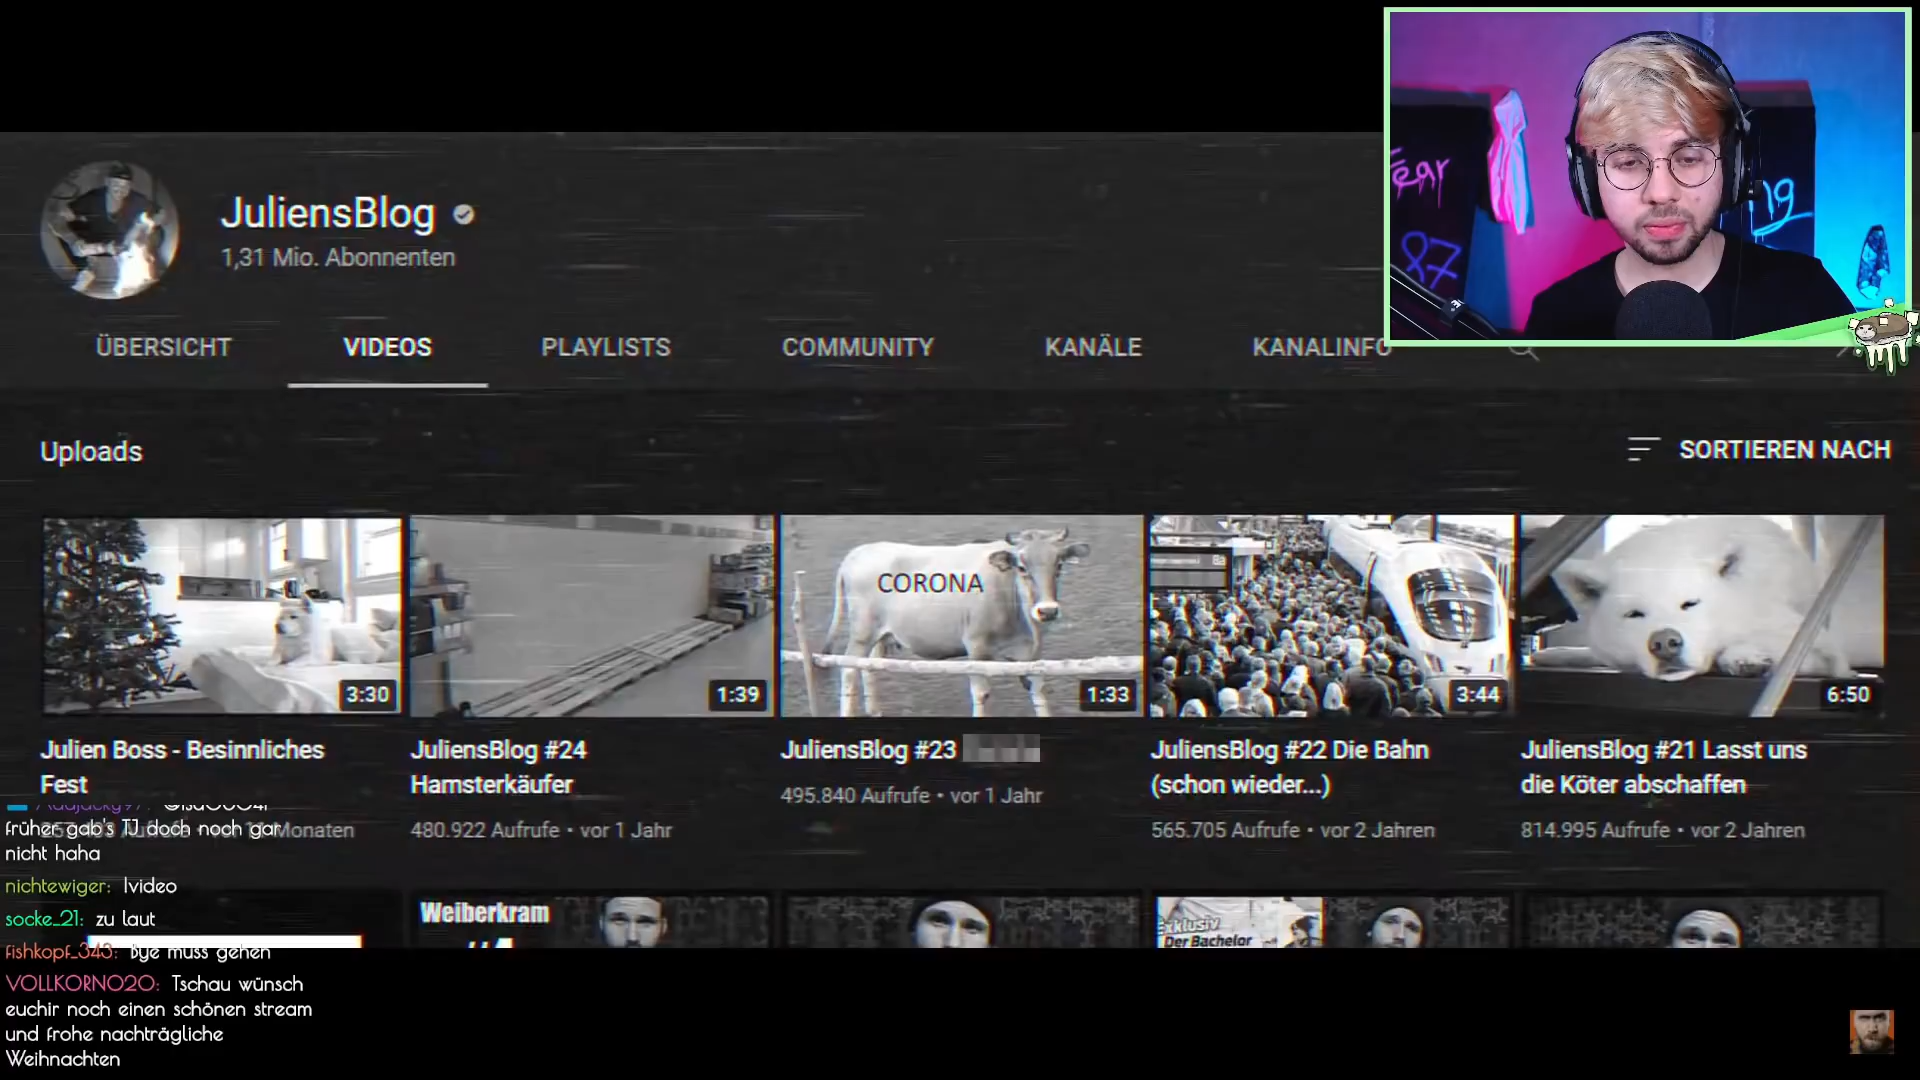 JuliensBlog
1,31 Mio. Abonnenten
ÜBERSICHT
VIDEOS
PLAYLISTS
COMMUNITY
KANÄLE
KANALINFO
Uploads
SORTIEREN NACH
Fear
87
CORONA
3:30
1:39
1:33
3:44
6:50
Julien Boss - Besinnliches
Fest
JuliensBlog #24
Hamsterkäufer
480.922 Aufrufe • vor 1 Jahr
JuliensBlog #23
495.840 Aufrufe • vor 1 Jahr
JuliensBlog #22 Die Bahn
(schon wieder...)
565.705 Aufrufe • vor 2 Jahren
JuliensBlog #21 Lasst uns
die Köter abschaffen
814.995 Aufrufe • vor 2 Jahren
Weiberkram
Exklusiv
Der Bachelor
früher gab's TJ doch noch gar
Monaten
nicht haha
nichtewiger: !video
socke_21: zu laut
fishkopf_343: Bye muss gehen
VOLLKORN020: Tschau wünsch
euchir noch einen schönen stream
und frohe nachträgliche
Weihnachten